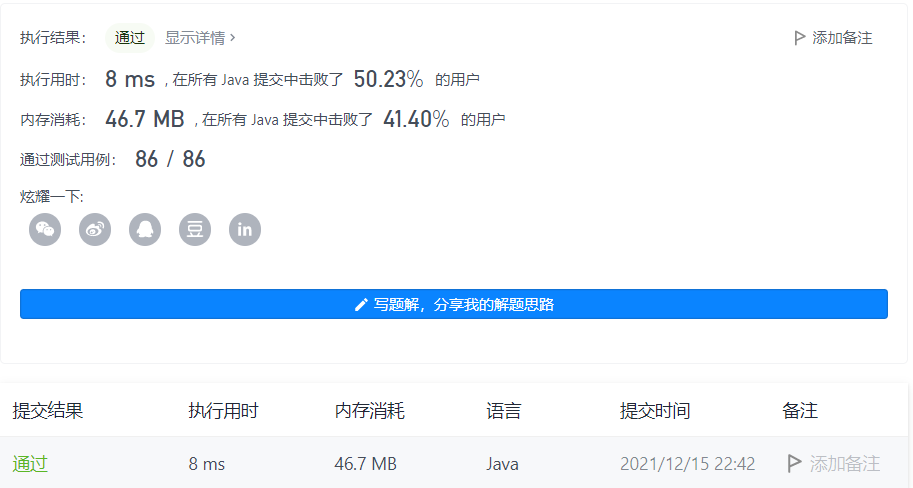 执行结果： 通过 显示详情 > 添加备注
执行用时： 8 ms , 在所有 Java 提交中击败了 50.23% 的用户
内存消耗： 46.7 MB , 在所有 Java 提交中击败了 41.40% 的用户
通过测试用例： 86 / 86
炫耀一下:
豆 in
写题解，分享我的解题思路
提交结果 执行用时 内存消耗 语言 提交时间 备注
通过 8 ms 46.7 MB Java 2021/12/15 22:42 添加备注